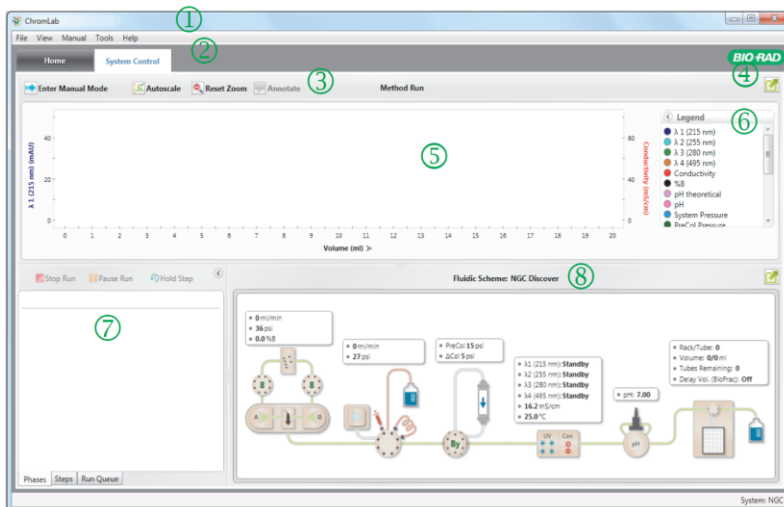 ChromLab
①
File View Manual Tools Help
②
Home System Control
BIO-RAD
③
④
Enter Manual Mode Autoscale Reset Zoom Annotate Method Run
⑤
⑥
Legend
λ 1 (215 nm)
λ 2 (255 nm)
λ 3 (280 nm)
λ 4 (495 nm)
Conductivity
%B
pH theoretical
pH
System Pressure
PreCol Pressure
λ 1 (215 nm) (mAU)
40
20
0
80
40
0
Conductivity (mS/cm)
0 1 2 3 4 5 6 7 8 9 10 11 12 13 14 15 16 17 18 19 20
Volume (ml)
Stop Run Pause Run Hold Step
⑦
Phases Steps Run Queue
Fluidic Scheme: NGC Discover
⑧
0 ml/min
36 psi
0.0 %B
8 8
A B
0 ml/min
27 psi
PreCol 15 psi
ΔCol 5 psi
By
λ1 (215 nm): Standby
λ2 (255 nm): Standby
λ3 (280 nm): Standby
λ4 (495 nm): Standby
16.2 mS/cm
25.0 °C
UV Con
pH: 7.00
pH
Rack/Tube: 0
Volume: 0/0 ml
Tubes Remaining: 0
Delay Vol. (BioFrac): Off
System: NGC